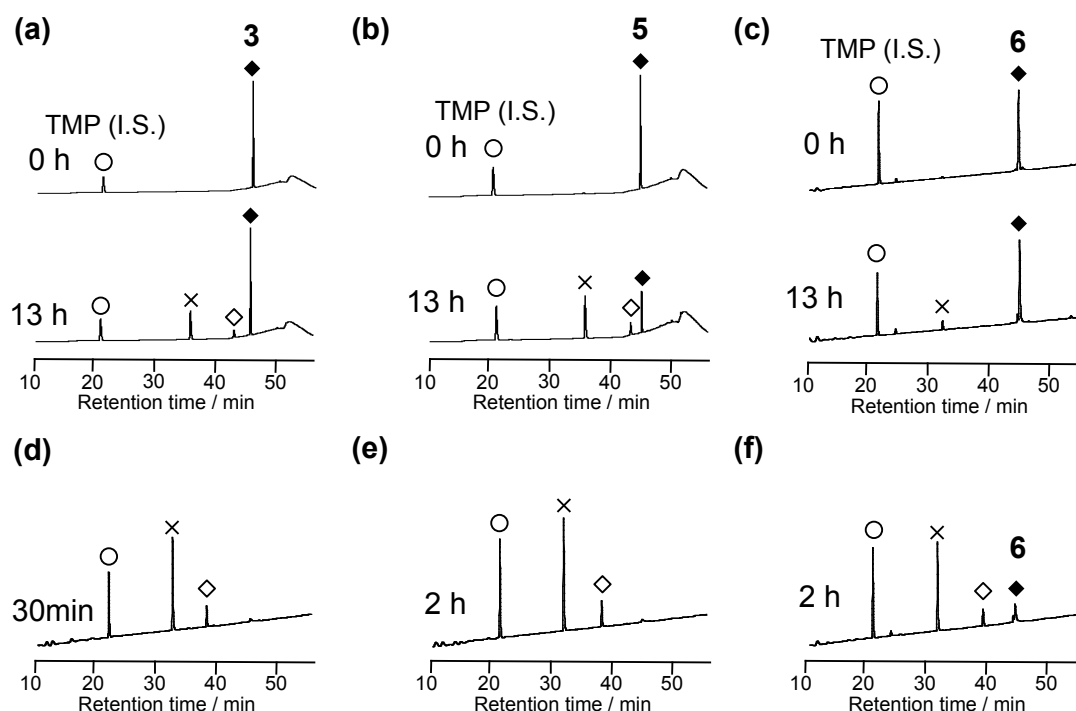 (a)
3
TMP (I.S.)
0 h
13 h
10 20 30 40 50
Retention time / min
(b)
5
TMP (I.S.)
0 h
13 h
10 20 30 40 50
Retention time / min
(c)
TMP (I.S.)
6
0 h
13 h
10 20 30 40 50
Retention time / min
(d)
30min
10 20 30 40 50
Retention time / min
(e)
2 h
10 20 30 40 50
Retention time / min
(f)
6
2 h
10 20 30 40 50
Retention time / min